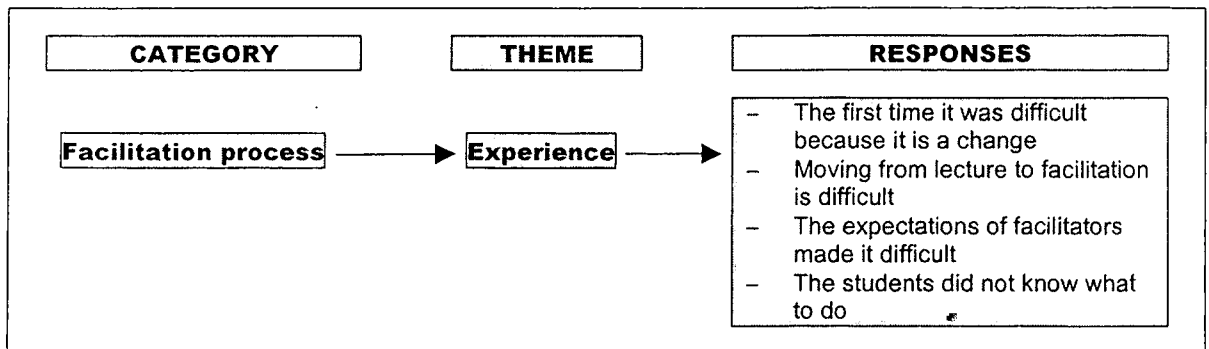 CATEGORY
THEME
RESPONSES
Facilitation process
Experience
– The first time it was difficult
because it is a change
– Moving from lecture to facilitation
is difficult
– The expectations of facilitators
made it difficult
– The students did not know what
to do